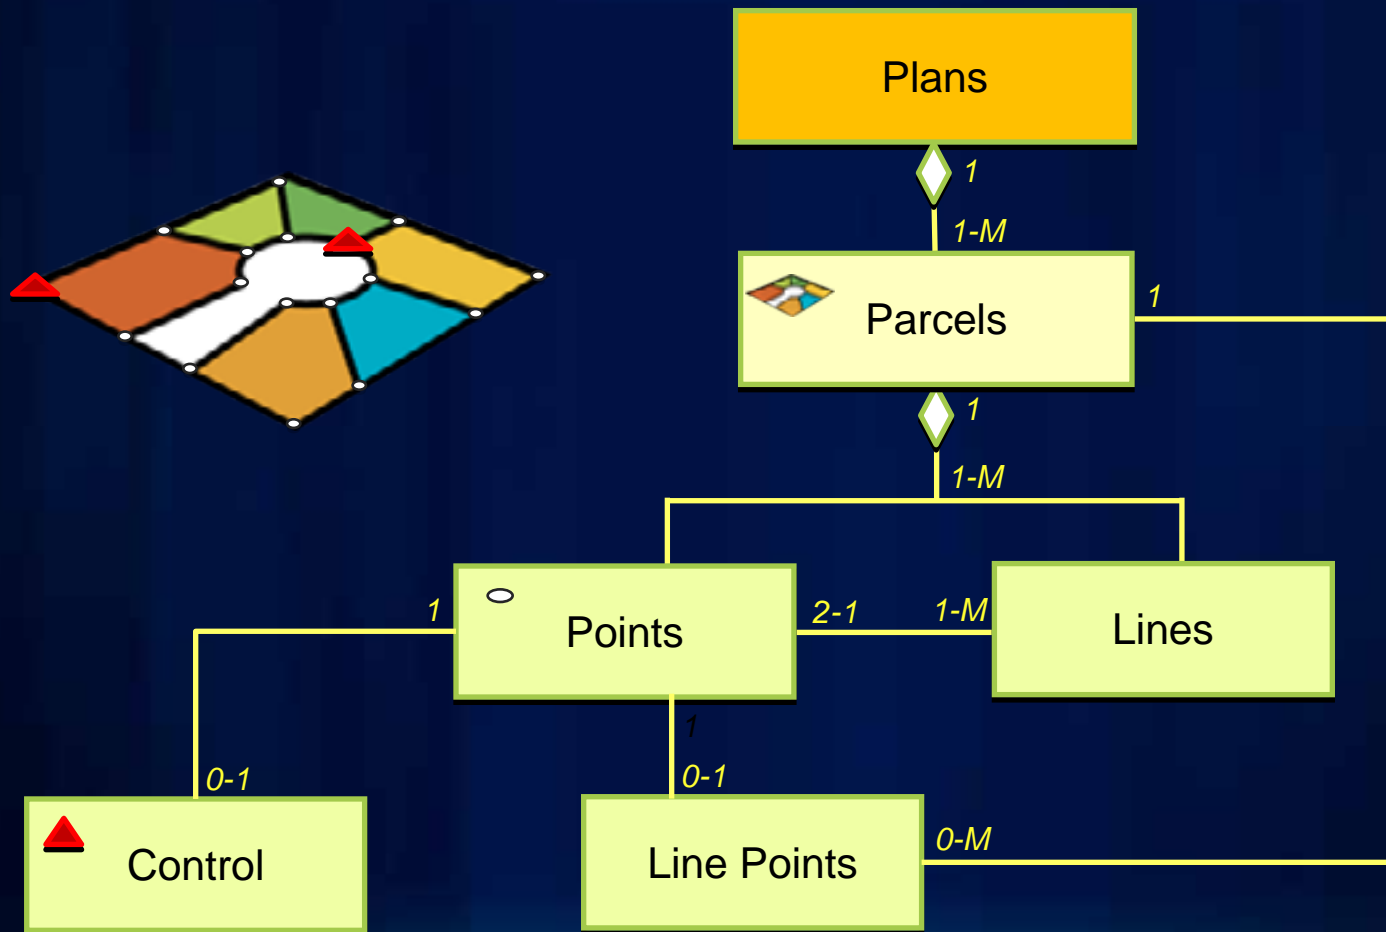 Plans
1
1-M
Parcels
1
1
1-M
1
Points
2-1
1-M
Lines
1
0-1
0-1
Control
Line Points
0-M